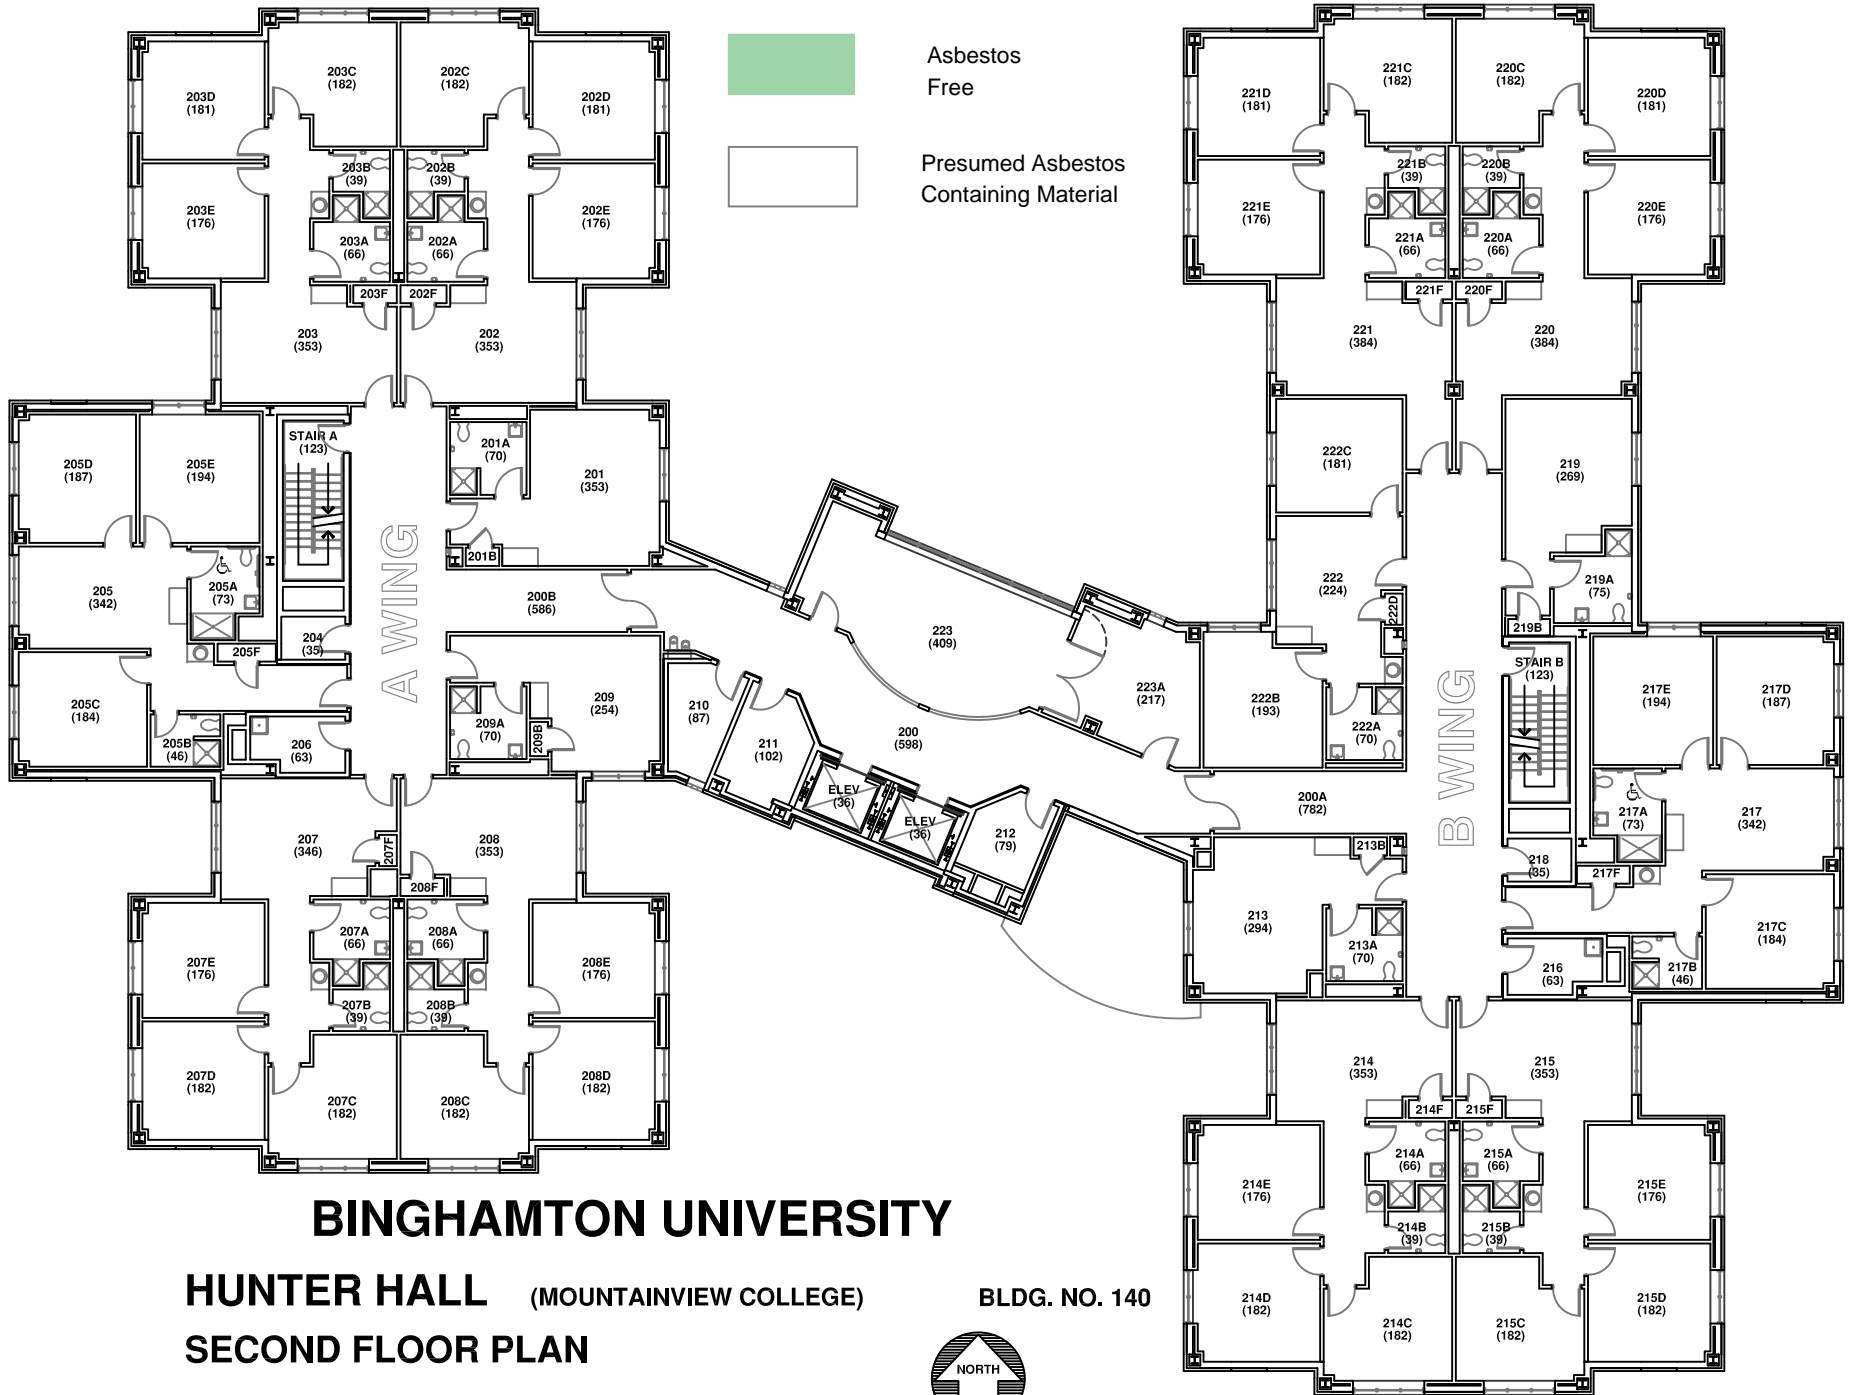 203C
(182)
202C
(182)
203D
(181)
202D
(181)
203B
(39)
202B
(39)
203E
(176)
202E
(176)
203A
(66)
202A
(66)
203F
202F
203
(353)
202
(353)
STAIR A
(123)
201A
(70)
205D
(187)
205E
(194)
201
(353)
201B
205
(342)
205A
(73)
200B
(586)
204
(35)
205F
A WING
205C
(184)
205B
(46)
206
(63)
209A
(70)
209B
209
(254)
210
(87)
211
(102)
207
(346)
207F
208
(353)
208F
207A
(66)
208A
(66)
207E
(176)
208E
(176)
207B
(39)
208B
(39)
207D
(182)
208D
(182)
207C
(182)
208C
(182)
Asbestos
Free
Presumed Asbestos
Containing Material
223
(409)
223A
(217)
200
(598)
ELEV
(36)
ELEV
(36)
212
(79)
200A
(782)
221C
(182)
220C
(182)
221D
(181)
220D
(181)
221B
(39)
220B
(39)
221E
(176)
220E
(176)
221A
(66)
220A
(66)
221F
220F
221
(384)
220
(384)
222C
(181)
219
(269)
222
(224)
222D
219A
(75)
219B
222B
(193)
222A
(70)
B WING
STAIR B
(123)
217E
(194)
217D
(187)
217A
(73)
217
(342)
213B
218
(35)
217F
213
(294)
213A
(70)
217C
(184)
216
(63)
217B
(46)
214
(353)
215
(353)
214F
215F
214A
(66)
215A
(66)
214E
(176)
215E
(176)
214B
(39)
215B
(39)
214D
(182)
215D
(182)
214C
(182)
215C
(182)
BINGHAMTON UNIVERSITY
HUNTER HALL (MOUNTAINVIEW COLLEGE) BLDG. NO. 140
SECOND FLOOR PLAN
NORTH